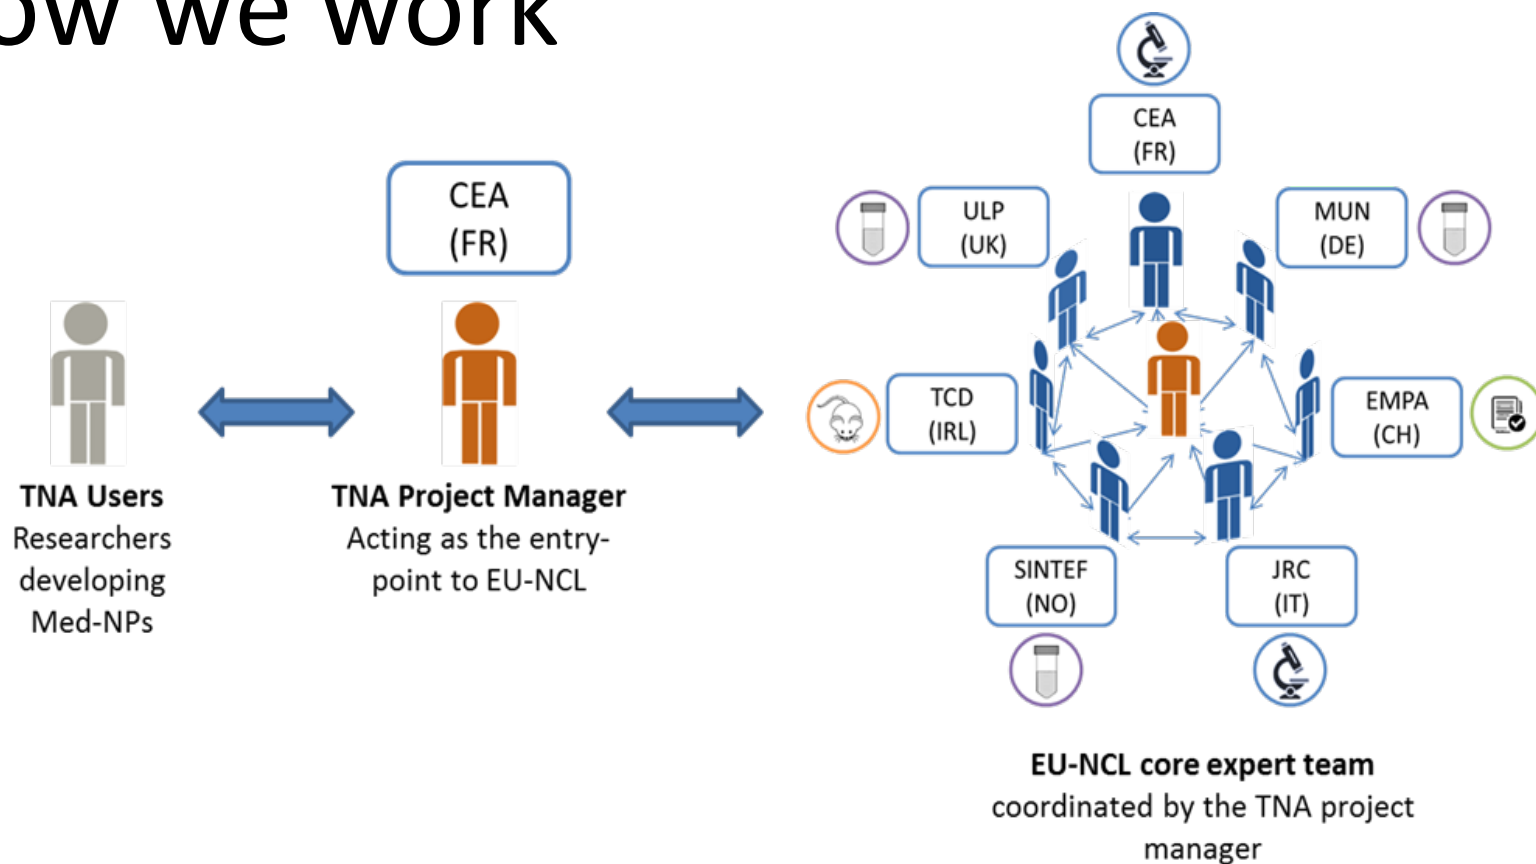 ow we work
CEA
(FR)
TNA Users
Researchers
developing
Med-NPs
TNA Project Manager
Acting as the entry-
point to EU-NCL
CEA
(FR)
ULP
(UK)
MUN
(DE)
TCD
(IRL)
EMPA
(CH)
SINTEF
(NO)
JRC
(IT)
EU-NCL core expert team
coordinated by the TNA project
manager